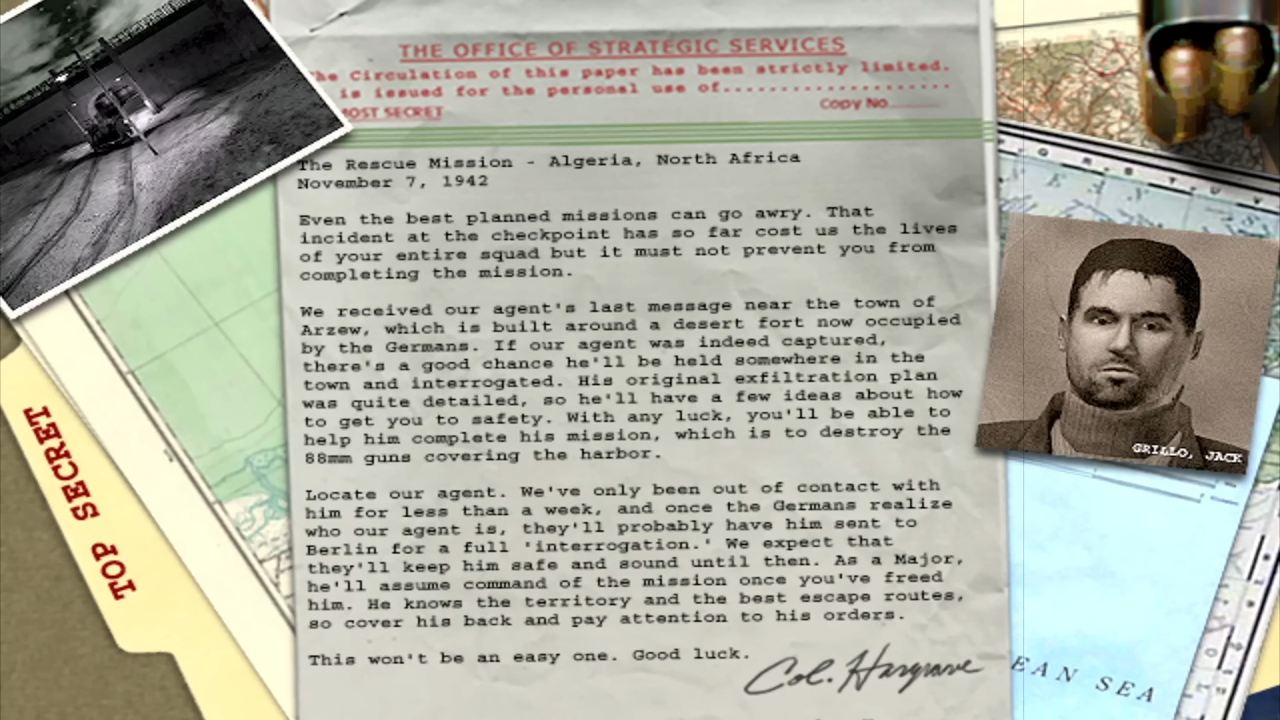 THE OFFICE OF STRATEGIC SERVICES
The Circulation of this paper has been strictly limited.
is issued for the personal use of....................
MOST SECRET
Copy No.........
The Rescue Mission - Algeria, North Africa
November 7, 1942
Even the best planned missions can go awry. That
incident at the checkpoint has so far cost us the lives
of your entire squad but it must not prevent you from
completing the mission.
We received our agent's last message near the town of
Arzew, which is built around a desert fort now occupied
by the Germans. If our agent was indeed captured,
there's a good chance he'll be held somewhere in the
town and interrogated. His original exfiltration plan
was quite detailed, so he'll have a few ideas about how
to get you to safety. With any luck, you'll be able to
help him complete his mission, which is to destroy the
88mm guns covering the harbor.
Locate our agent. We've only been out of contact with
him for less than a week, and once the Germans realize
who our agent is, they'll probably have him sent to
Berlin for a full 'interrogation.' We expect that
they'll keep him safe and sound until then. As a Major,
he'll assume command of the mission once you've freed
him. He knows the territory and the best escape routes,
so cover his back and pay attention to his orders.
This won't be an easy one. Good luck.
Col. Hargrave
TOP SECRET
GRILLO, JACK
EAN SEA